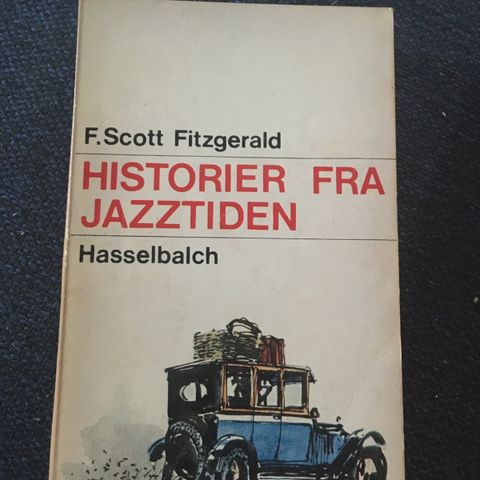 F.Scott Fitzgerald
HISTORIER FRA
JAZZTIDEN
Hasselbalch